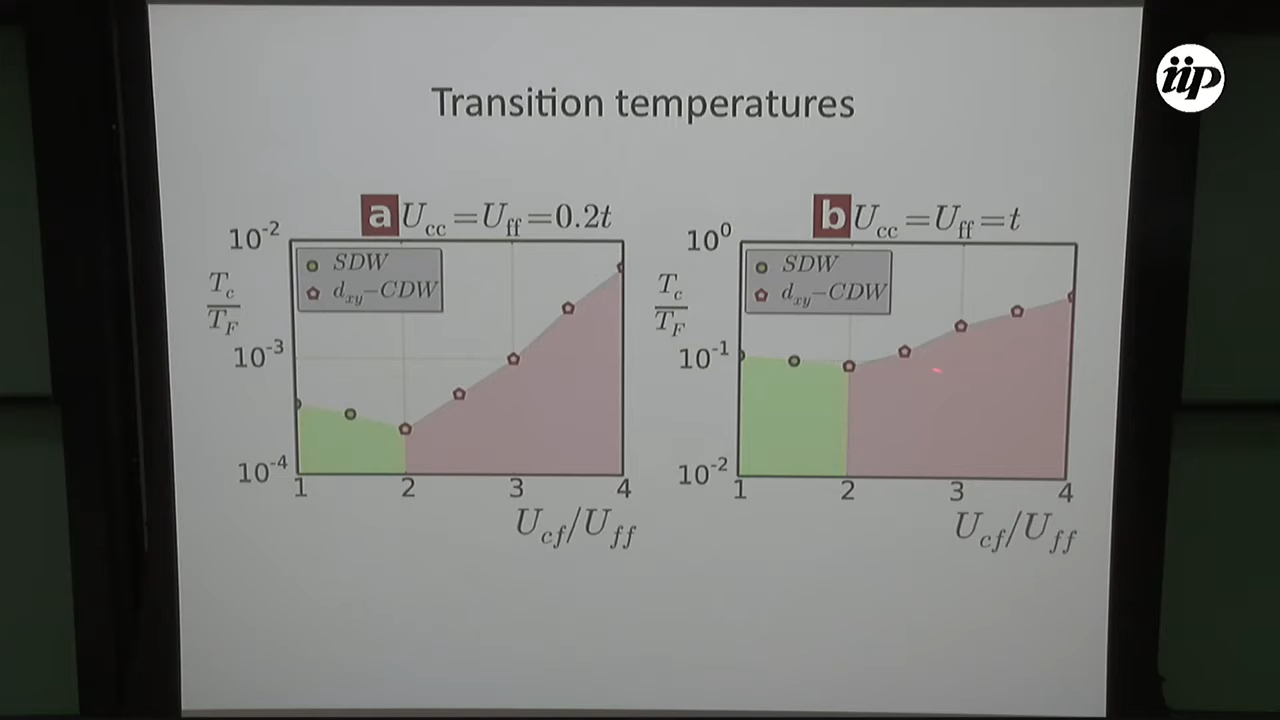 iip
Transition temperatures
a U_cc = U_ff = 0.2t
10^-2
SDW
d_xy-CDW
T_c
T_F
10^-3
10^-4
1 2 3 4
U_cf/U_ff
b U_cc = U_ff = t
10^0
SDW
d_xy-CDW
T_c
T_F
10^-1
10^-2
1 2 3 4
U_cf/U_ff